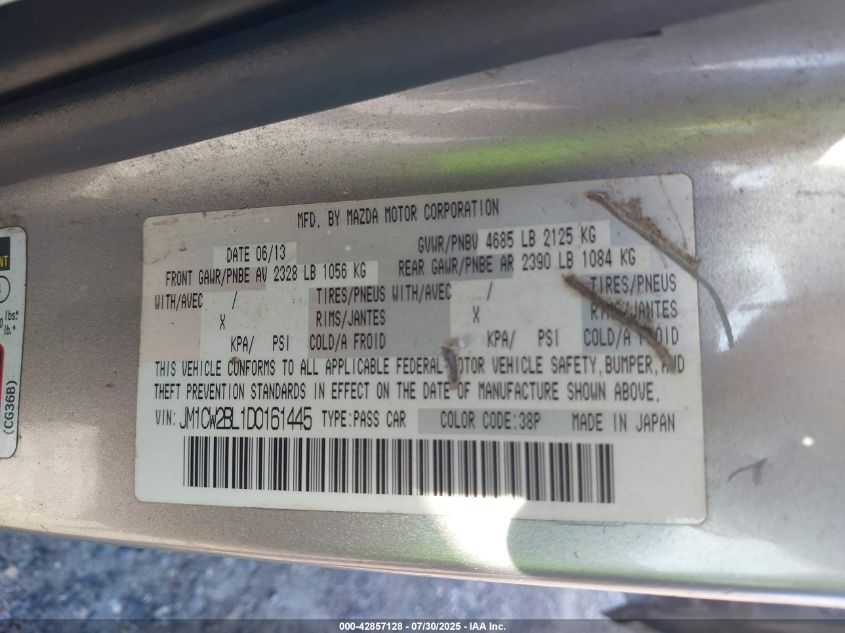 MFD. BY MAZDA MOTOR CORPORATION
DATE 06/13 GVWR/PNBV 4685 LB 2125 KG
FRONT GAWR/PNBE AV 2328 LB 1056 KG REAR GAWR/PNBE AR 2390 LB 1084 KG
WITH/AVEC / TIRES/PNEUS WITH/AVEC / TIRES/PNEUS
X RIMS/JANTES X RIMS/JANTES
KPA/ PSI COLD/A FROID KPA/ PSI COLD/A FROID
THIS VEHICLE CONFORMS TO ALL APPLICABLE FEDERAL MOTOR VEHICLE SAFETY, BUMPER, AND
THEFT PREVENTION STANDARDS IN EFFECT ON THE DATE OF MANUFACTURE SHOWN ABOVE.
VIN: JM1CW2BL1D0161445 TYPE:PASS CAR COLOR CODE:38P MADE IN JAPAN
lbs.
lb.
(CG36B)
000-42857128 - 07/30/2025 - IAA Inc.